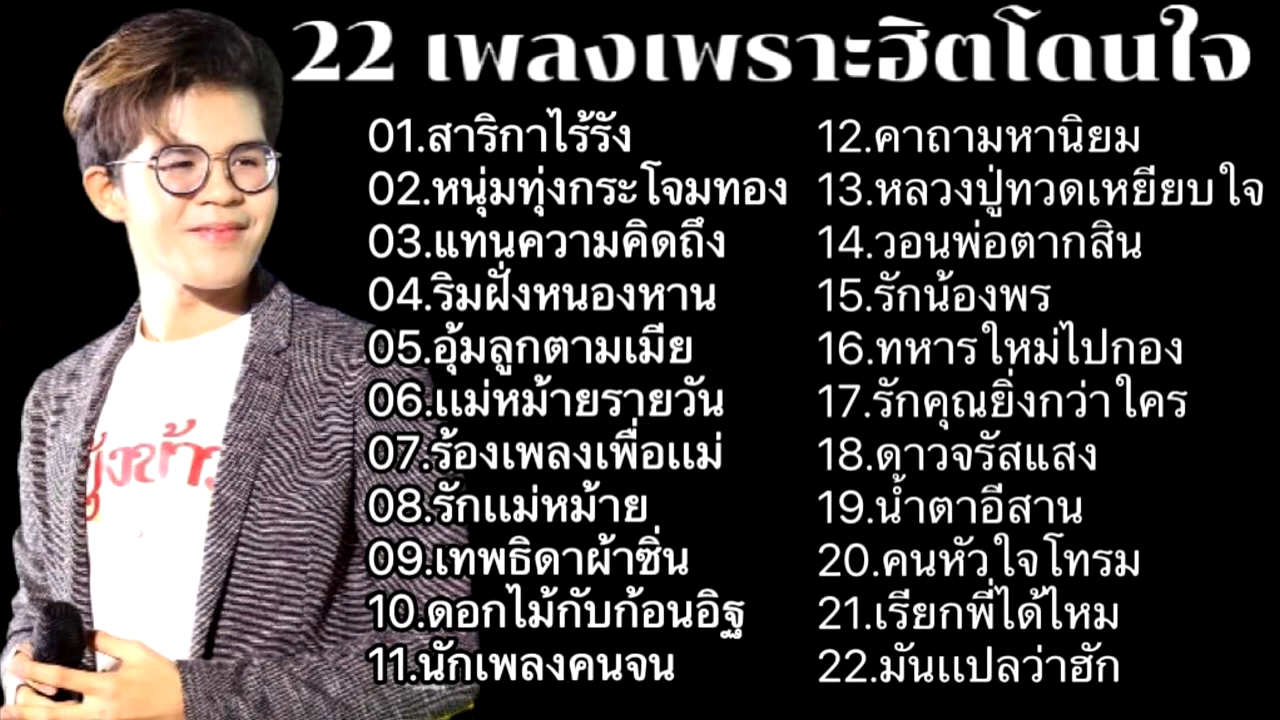 22 เพลงเพราะฮิตโดนใจ
01.สาริกาไร้รัง
02.หนุ่มทุ่งกระโจมทอง
03.แทนความคิดถึง
04.ริมฝั่งหนองหาน
05.อุ้มลูกตามเมีย
06.แม่หม้ายรายวัน
07.ร้องเพลงเพื่อแม่
08.รักแม่หม้าย
09.เทพธิดาผ้าซิ่น
10.ดอกไม้กับก้อนอิฐ
11.นักเพลงคนจน
12.คาถามหานิยม
13.หลวงปู่ทวดเหยียบใจ
14.วอนพ่อตากสิน
15.รักน้องพร
16.ทหารใหม่ไปกอง
17.รักคุณยิ่งกว่าใคร
18.ดาวจรัสแสง
19.น้ำตาอีสาน
20.คนหัวใจโทรม
21.เรียกพี่ได้ไหม
22.มันแปลว่าฮัก